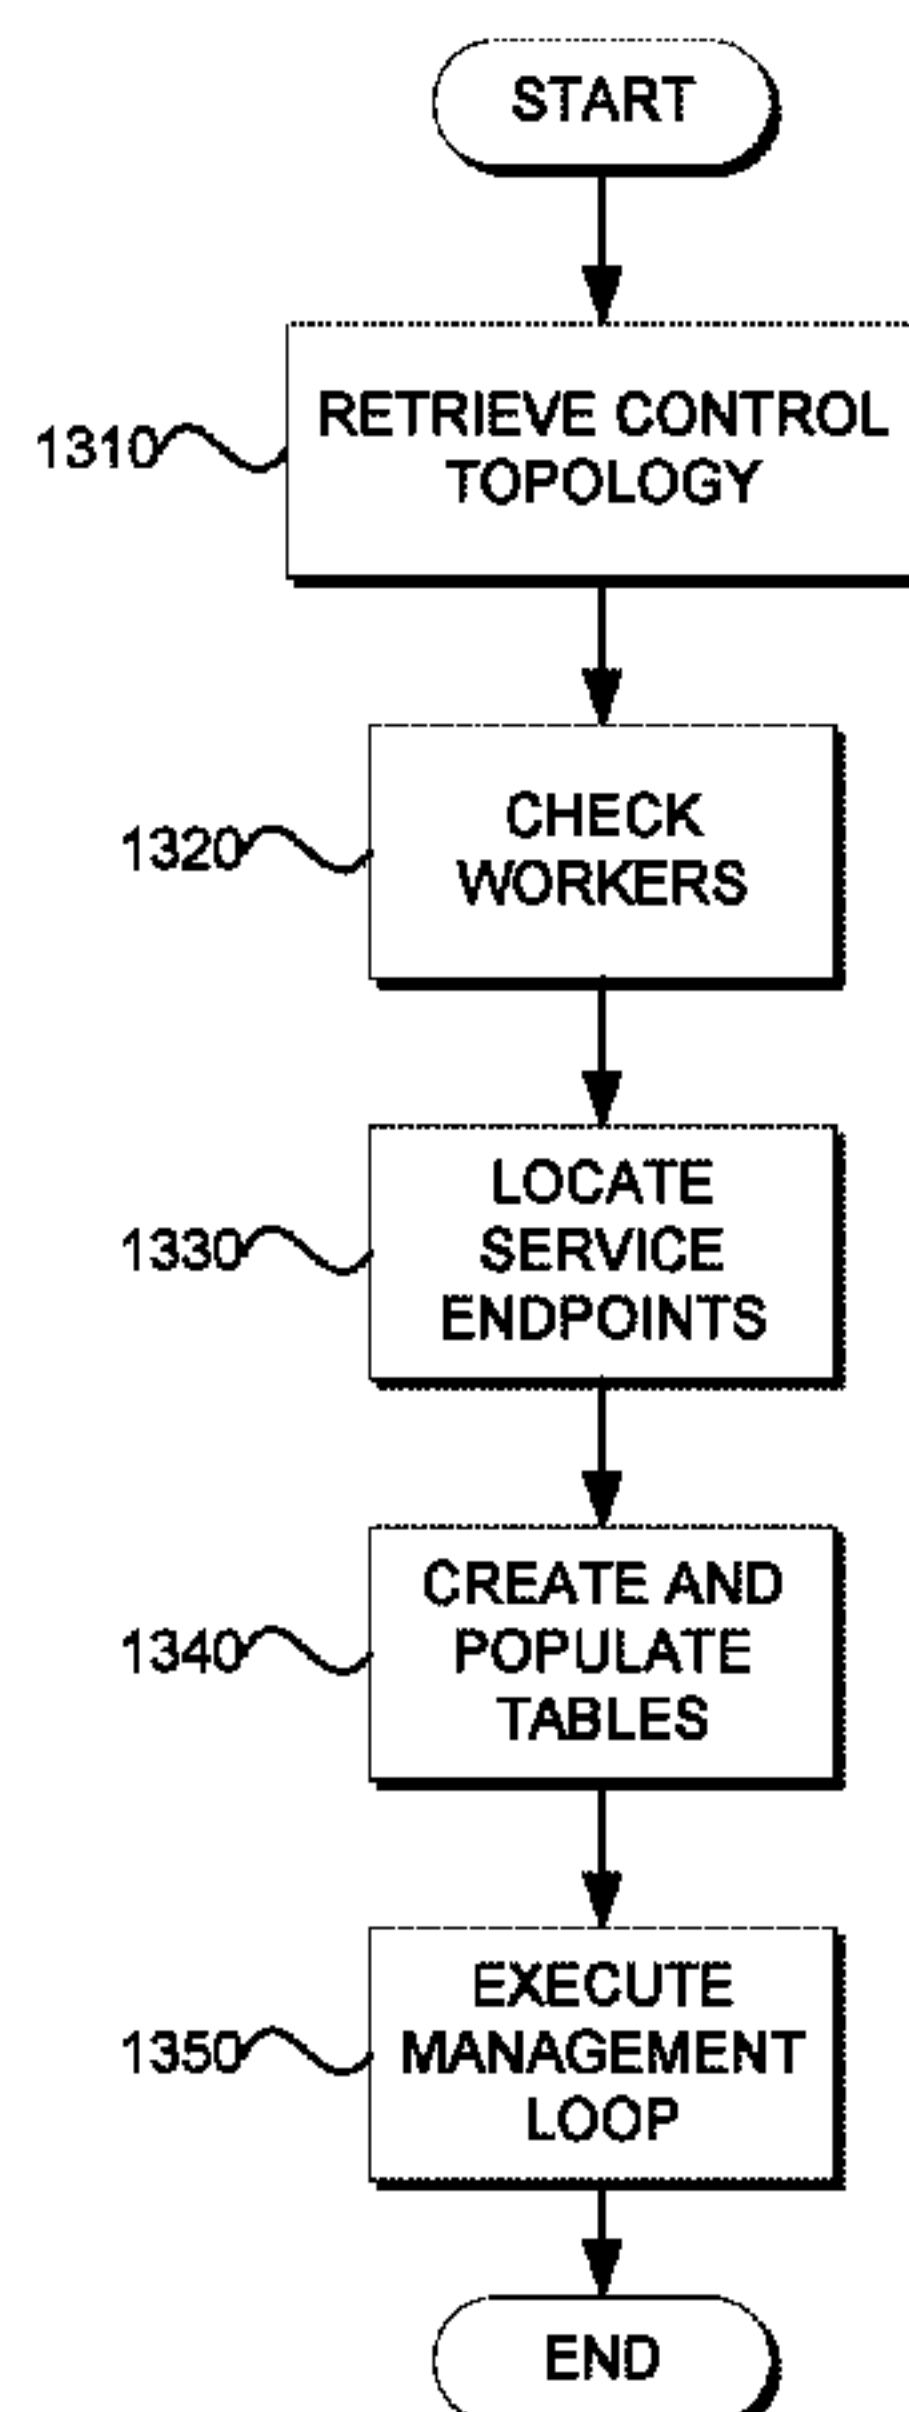 START
1310
RETRIEVE CONTROL
TOPOLOGY
1320
CHECK
WORKERS
1330
LOCATE
SERVICE
ENDPOINTS
1340
CREATE AND
POPULATE
TABLES
1350
EXECUTE
MANAGEMENT
LOOP
END